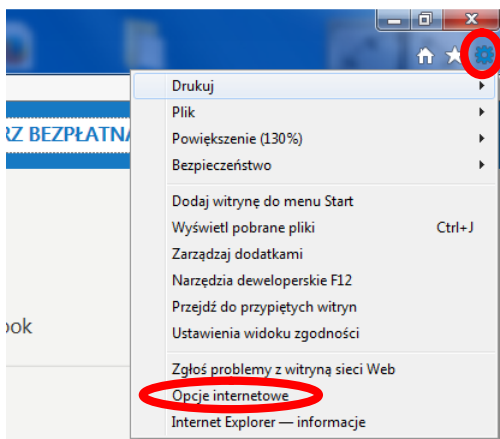 Drukuj
RZ BEZPŁATNA
Plik
Powiększenie (130%)
Bezpieczeństwo
Dodaj witrynę do menu Start
Wyświetl pobrane pliki Ctrl+J
Zarządzaj dodatkami
Narzędzia deweloperskie F12
Przejdź do przypiętych witryn
ook
Ustawienia widoku zgodności
Zgłoś problemy z witryną sieci Web
Opcje internetowe
Internet Explorer — informacje